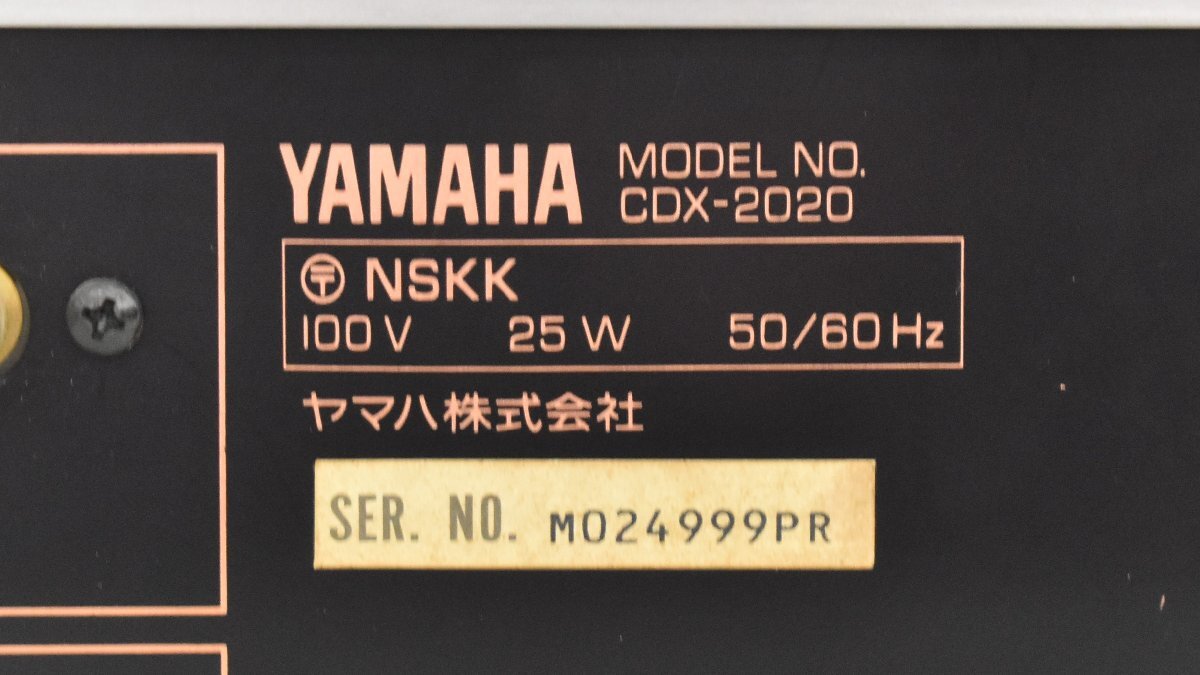 YAMAHA MODEL NO.
CDX-2020
〒 NSKK
100V 25W 50/60Hz
ヤマハ株式会社
SER. NO. M024999PR